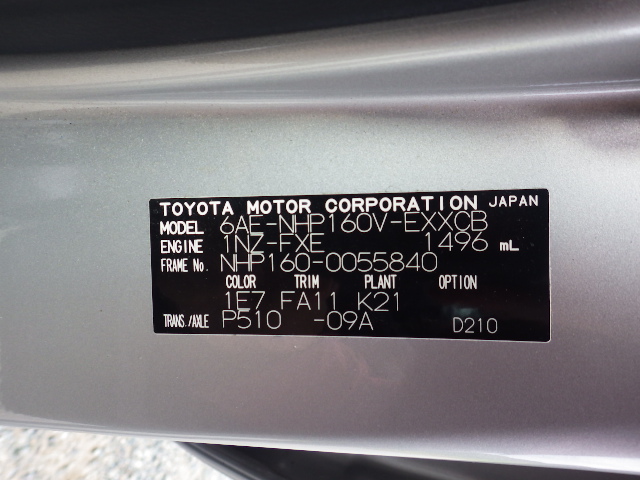 TOYOTA MOTOR CORPORATION JAPAN
MODEL 6AE-NHP160V-EXXCB
ENGINE 1NZ-FXE 1496 mL
FRAME No. NHP160-0055840
COLOR TRIM PLANT OPTION
1E7 FA11 K21
TRANS./AXLE P510 -09A D210